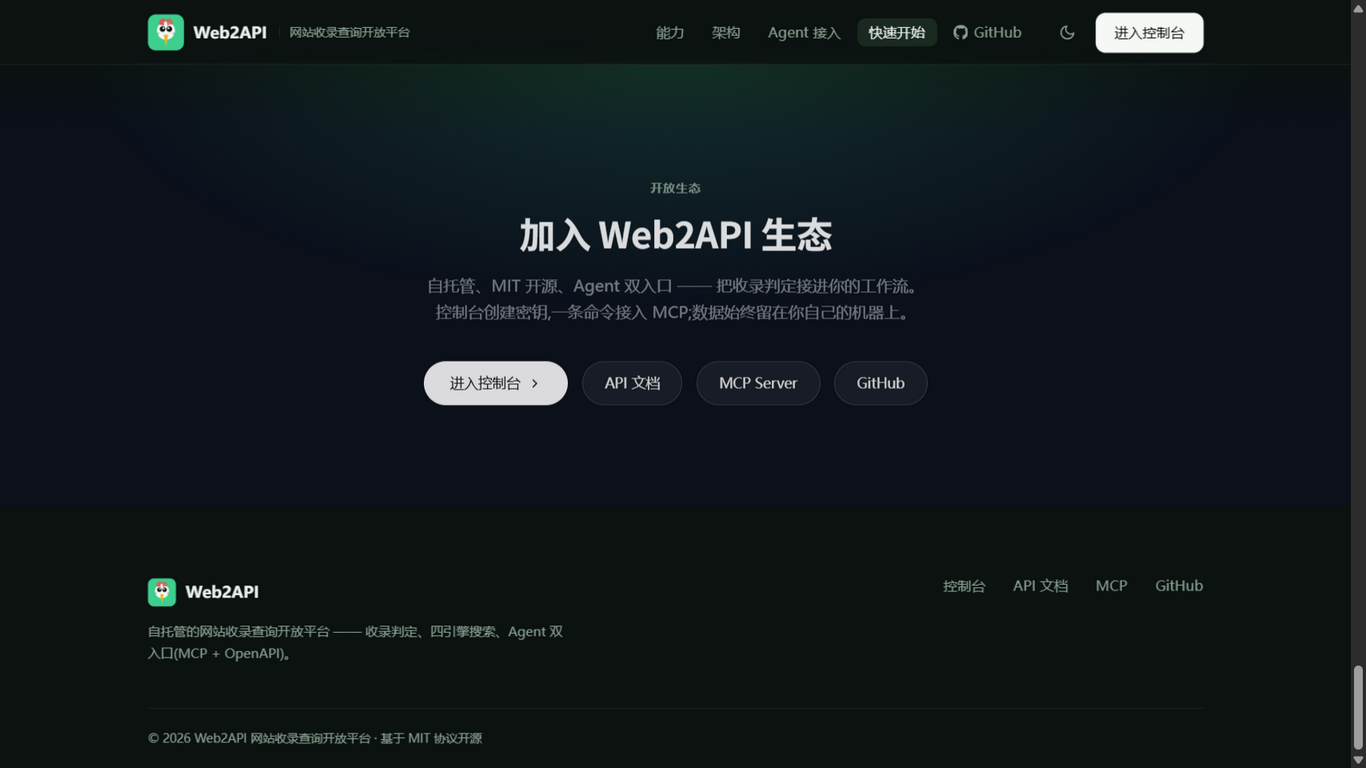 Web2API
网站收录查询开放平台
能力
架构
Agent 接入
快速开始
GitHub
进入控制台
开放生态
加入 Web2API 生态
自托管、MIT 开源、Agent 双入口 —— 把收录判定接进你的工作流。
控制台创建密钥,一条命令接入 MCP;数据始终留在你自己的机器上。
进入控制台
API 文档
MCP Server
GitHub
Web2API
控制台
API 文档
MCP
GitHub
自托管的网站收录查询开放平台 —— 收录判定、四引擎搜索、Agent 双
入口(MCP + OpenAPI)。
© 2026 Web2API 网站收录查询开放平台 · 基于 MIT 协议开源